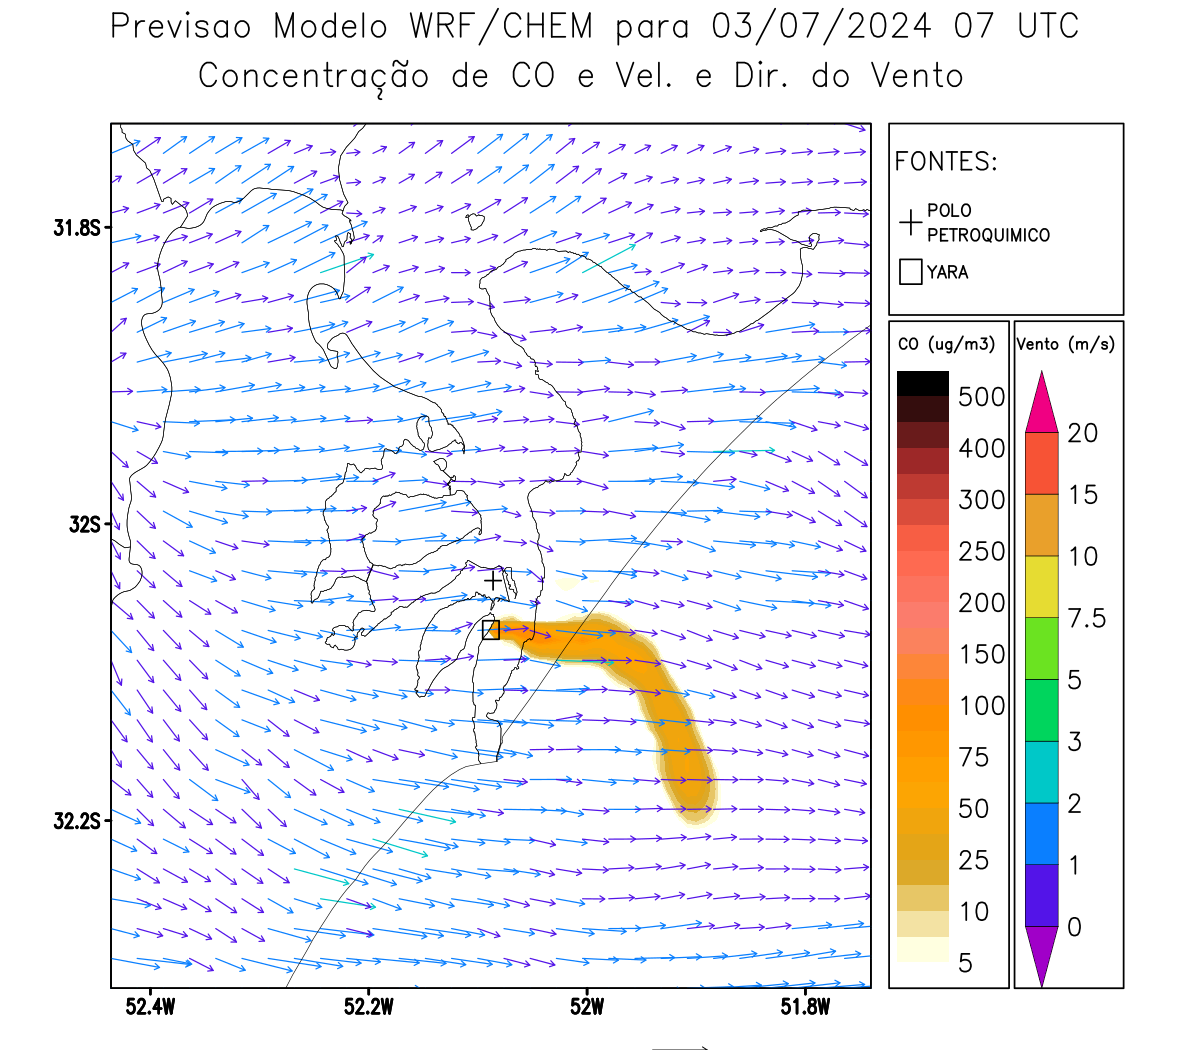 Previsao Modelo WRF/CHEM para 03/07/2024 07 UTC
Concentração de CO e Vel. e Dir. do Vento
FONTES:
POLO
PETROQUIMICO
YARA
CO (ug/m3)
500
400
300
250
200
150
100
75
50
25
10
5
Vento (m/s)
20
15
10
7.5
5
3
2
1
0
31.8S
32S
32.2S
52.4W
52.2W
52W
51.8W